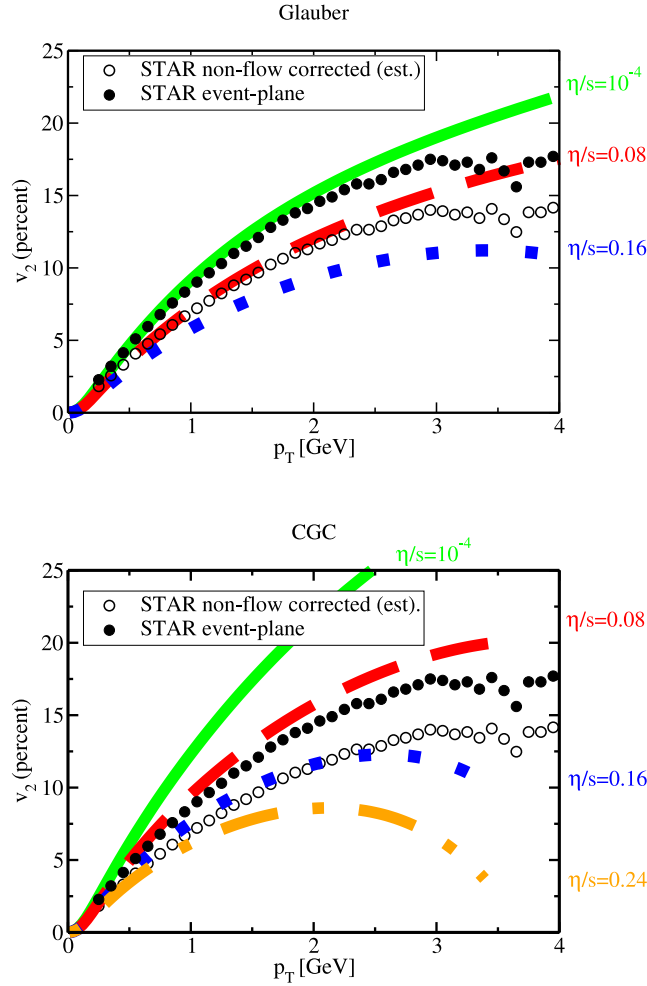 Glauber
25
20
15
10
5
0
v2 (percent)
STAR non-flow corrected (est.)
STAR event-plane
η/s=10-4
η/s=0.08
η/s=0.16
0 1 2 3 4
pT [GeV]
CGC
η/s=10-4
25
20
15
10
5
0
v2 (percent)
STAR non-flow corrected (est).
STAR event-plane
η/s=0.08
η/s=0.16
η/s=0.24
0 1 2 3 4
pT [GeV]